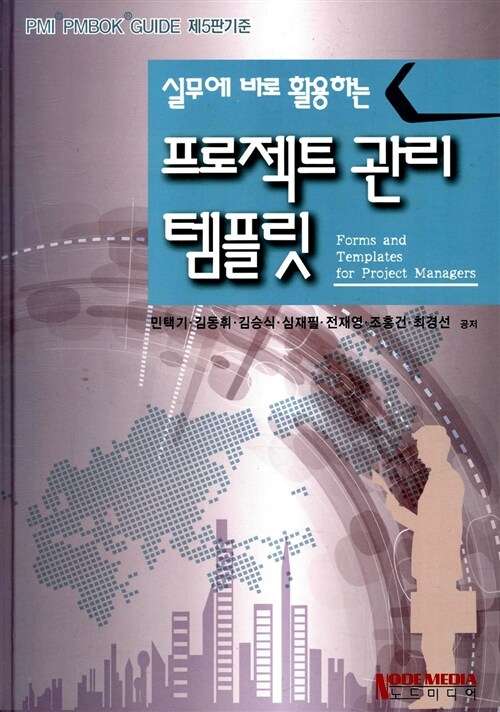 PMI® PMBOK® GUIDE 제5판기준
실무에 바로 활용하는
프로젝트 관리
템플릿
Forms and
Templates
for Project Managers
민택기·김동휘·김승식·심재필·전재영·조홍건·최경선 공저
NODE MEDIA
노드미디어